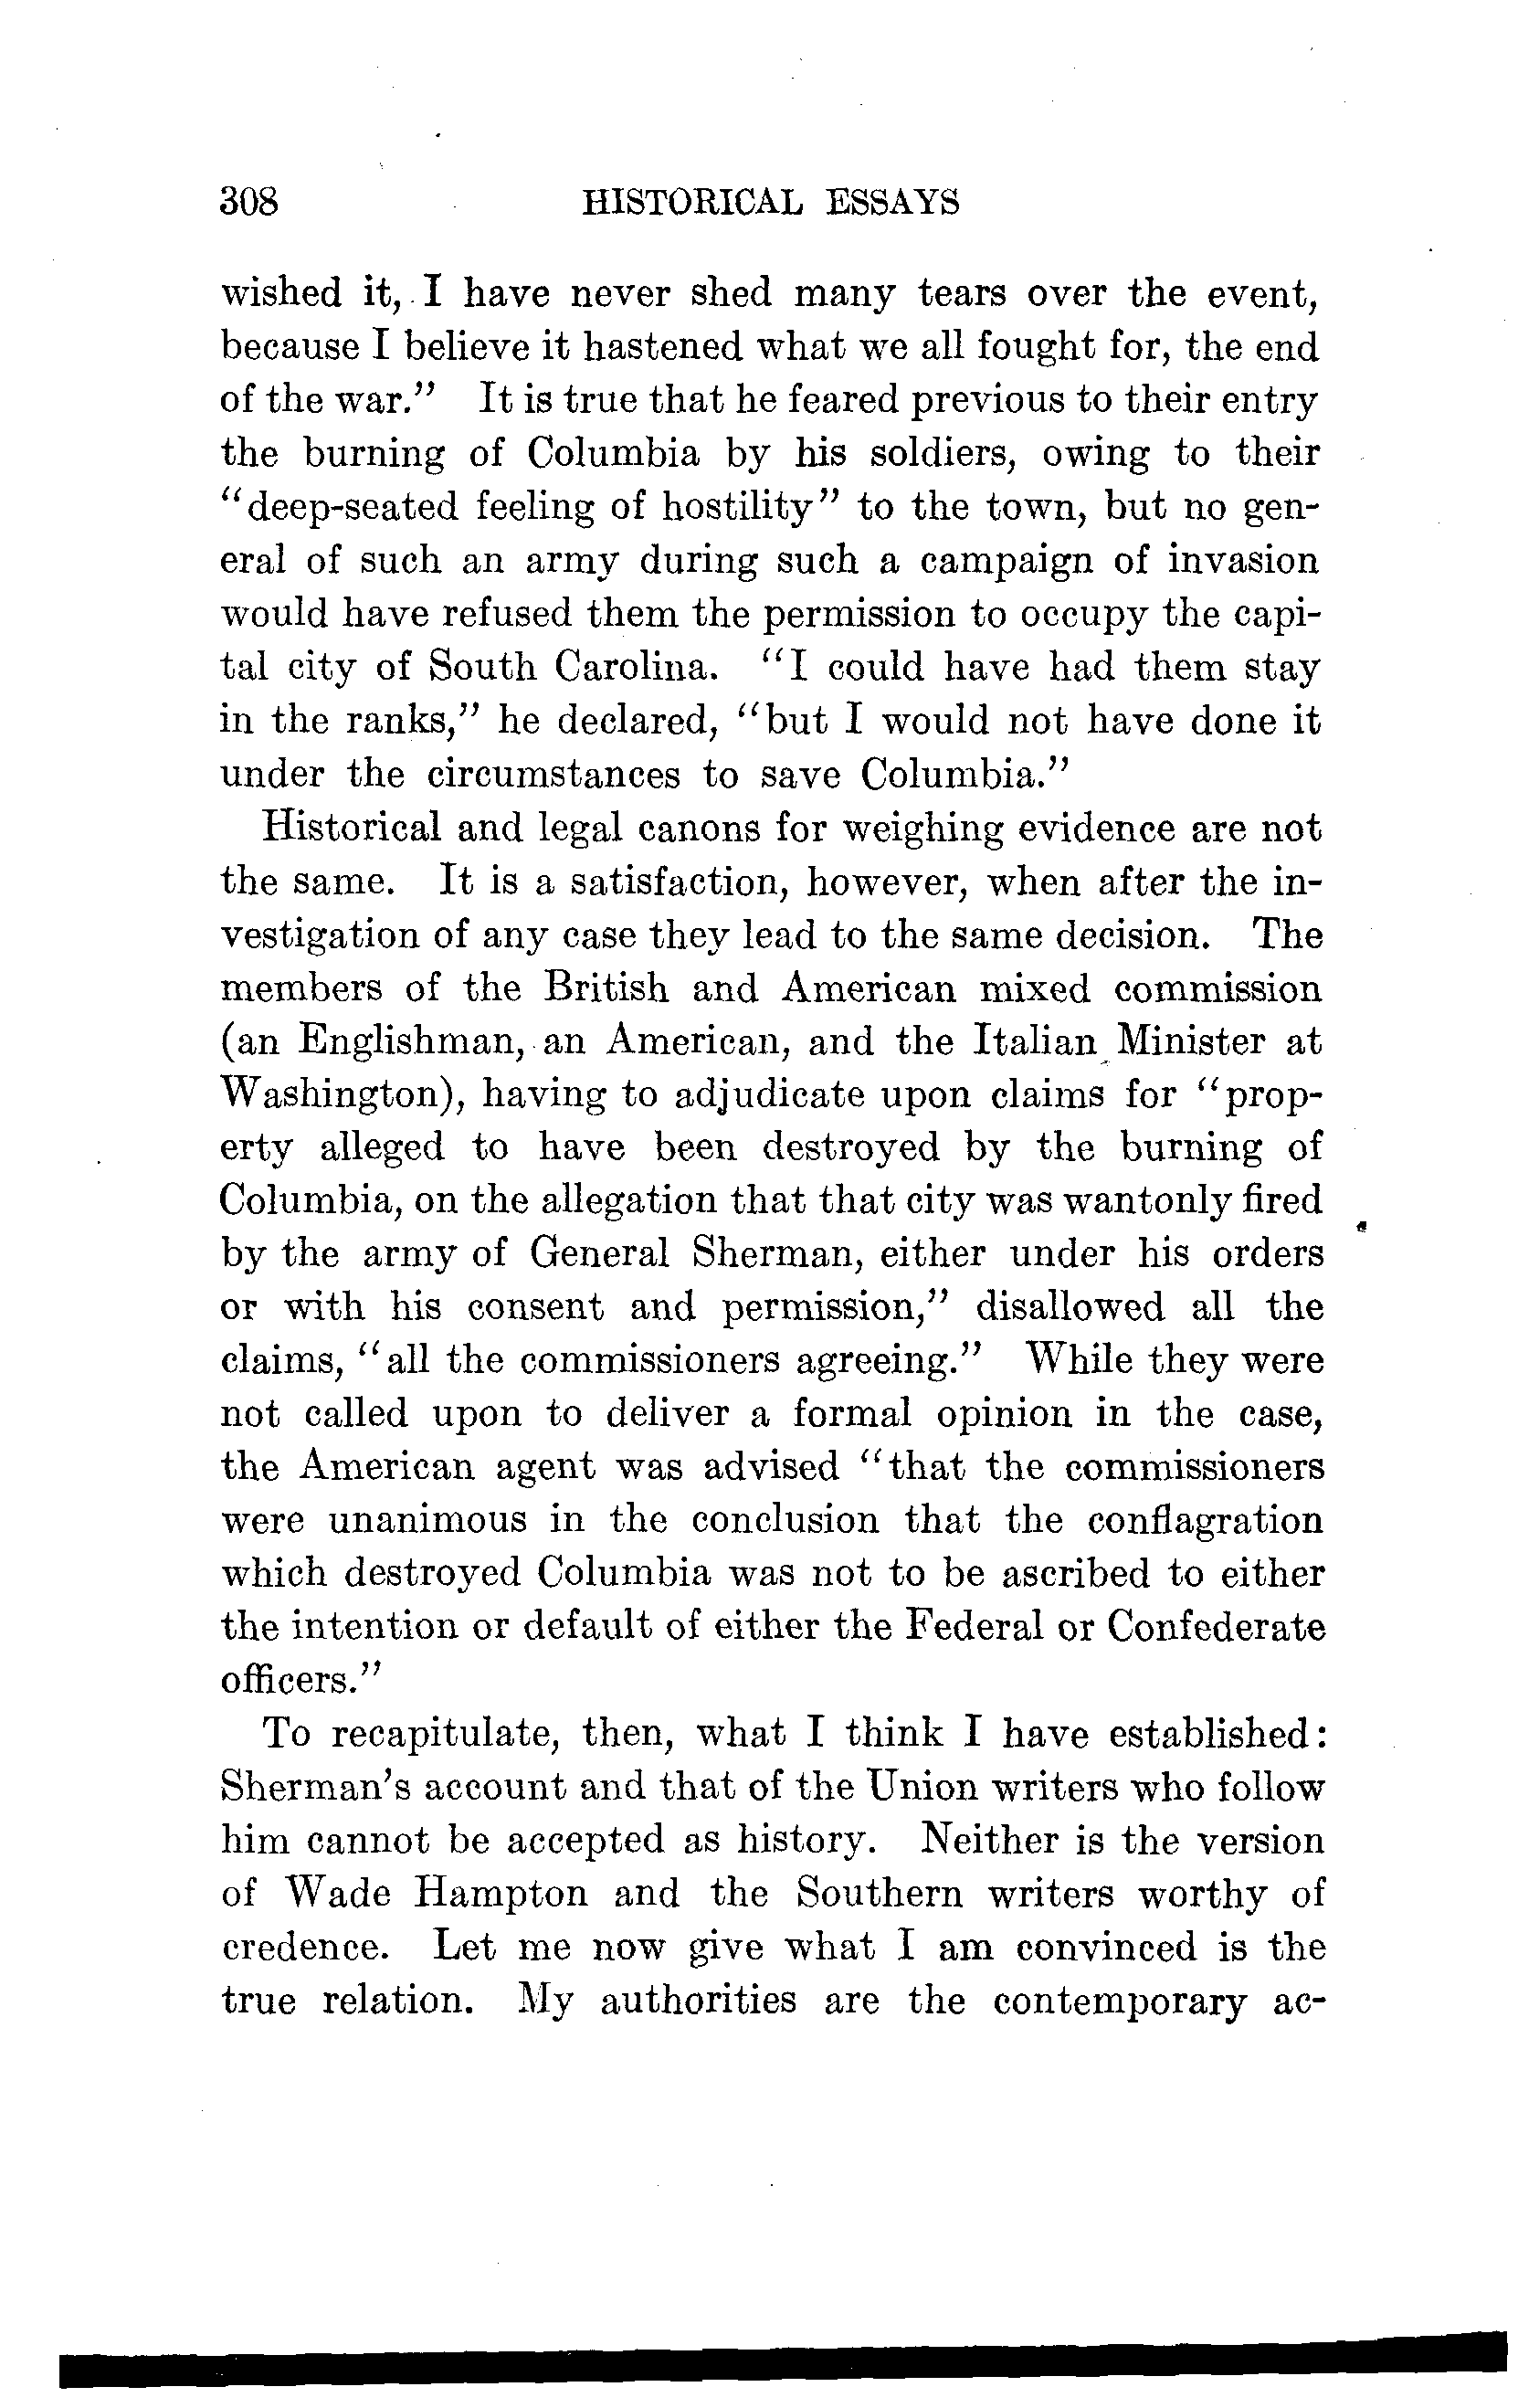 308 HISTORICAL ESSAYS
wished it, I have never shed many tears over the event,
because I believe it hastened what we all fought for, the end
of the war.” It is true that he feared previous to their entry
the burning of Columbia by his soldiers, owing to their
“deep-seated feeling of hostility” to the town, but no gen-
eral of such an army during such a campaign of invasion
would have refused them the permission to occupy the capi-
tal city of South Carolina. “I could have had them stay
in the ranks,” he declared, “but I would not have done it
under the circumstances to save Columbia.”
Historical and legal canons for weighing evidence are not
the same. It is a satisfaction, however, when after the in-
vestigation of any case they lead to the same decision. The
members of the British and American mixed commission
(an Englishman, an American, and the Italian Minister at
Washington), having to adjudicate upon claims for “prop-
erty alleged to have been destroyed by the burning of
Columbia, on the allegation that that city was wantonly fired
by the army of General Sherman, either under his orders
or with his consent and permission,” disallowed all the
claims, “all the commissioners agreeing.” While they were
not called upon to deliver a formal opinion in the case,
the American agent was advised “that the commissioners
were unanimous in the conclusion that the conflagration
which destroyed Columbia was not to be ascribed to either
the intention or default of either the Federal or Confederate
officers.”
To recapitulate, then, what I think I have established:
Sherman’s account and that of the Union writers who follow
him cannot be accepted as history. Neither is the version
of Wade Hampton and the Southern writers worthy of
credence. Let me now give what I am convinced is the
true relation. My authorities are the contemporary ac-